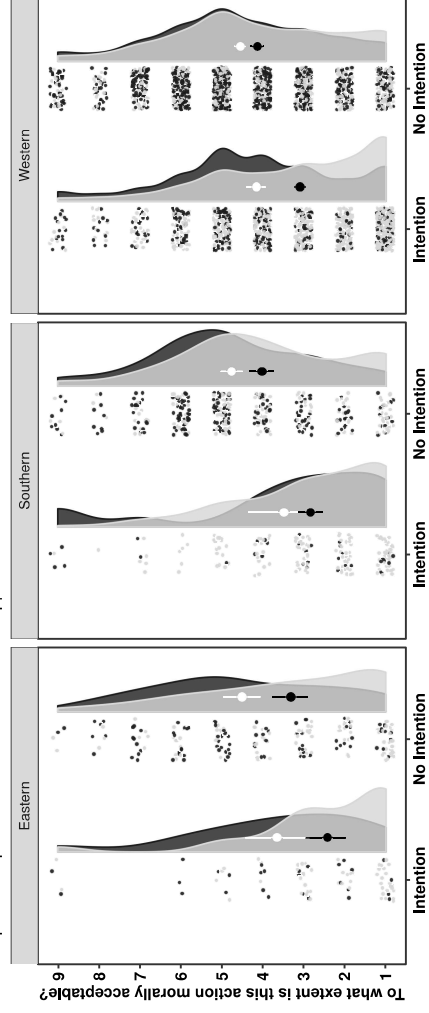 Eastern
Southern
Western
To what extent is this action morally acceptable?
9
8
7
6
5
4
3
2
1
Intention
No Intention
Intention
No Intention
Intention
No Intention